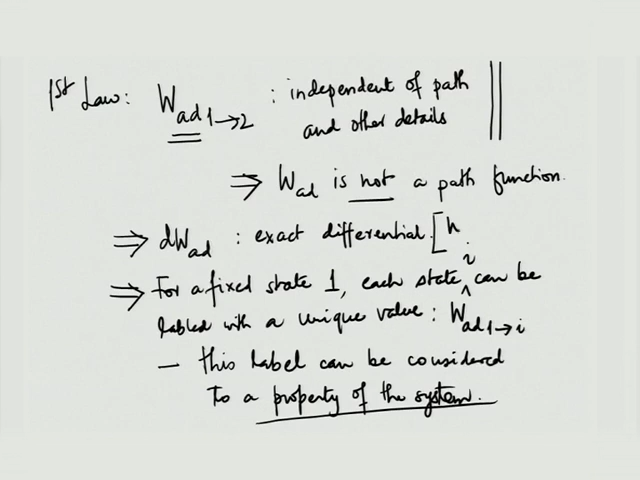 1st Law: Wad 1→2 : independent of path
and other details
⇒ Wad is not a path function.
⇒ dWad : exact differential. [h
⇒ For a fixed state 1, each state i can be
labled with a unique value : Wad 1→i
— this label can be considered
to a property of the system.